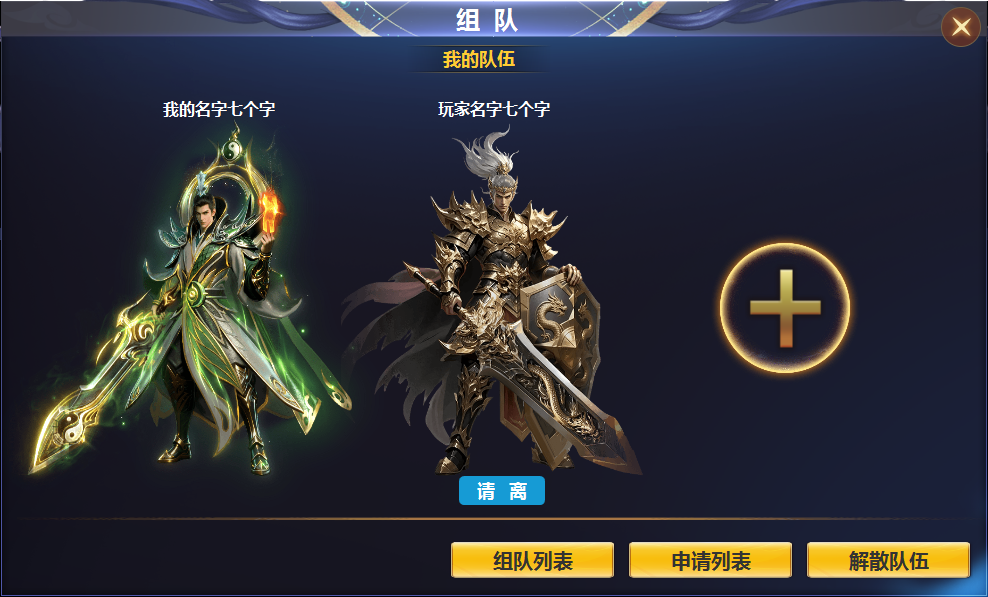 组 队
我的队伍
我的名字七个字
玩家名字七个字
请 离
组队列表
申请列表
解散队伍